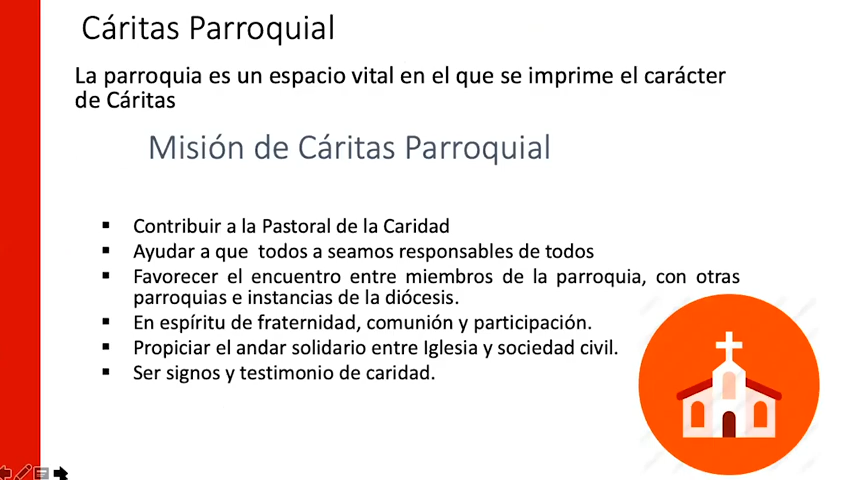 Cáritas Parroquial
La parroquia es un espacio vital en el que se imprime el carácter
de Cáritas
Misión de Cáritas Parroquial
▪ Contribuir a la Pastoral de la Caridad
▪ Ayudar a que todos a seamos responsables de todos
▪ Favorecer el encuentro entre miembros de la parroquia, con otras
parroquias e instancias de la diócesis.
▪ En espíritu de fraternidad, comunión y participación.
▪ Propiciar el andar solidario entre Iglesia y sociedad civil.
▪ Ser signos y testimonio de caridad.